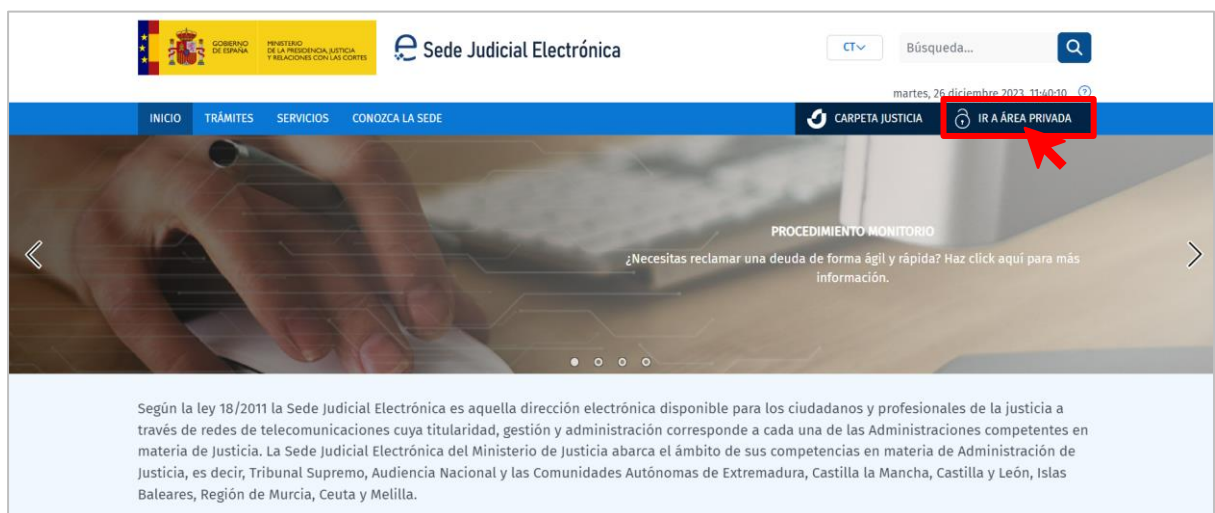 GOBIERNO
DE ESPAÑA
MINISTERIO
DE LA PRESIDENCIA, JUSTICIA
Y RELACIONES CON LAS CORTES
Sede Judicial Electrónica
CT
Búsqueda...
martes, 26 diciembre 2023 11:40:10
INICIO TRÁMITES SERVICIOS CONOZCA LA SEDE CARPETA JUSTICIA IR A ÁREA PRIVADA
PROCEDIMIENTO MONITORIO
¿Necesitas reclamar una deuda de forma ágil y rápida? Haz click aquí para más
información.
Según la ley 18/2011 la Sede Judicial Electrónica es aquella dirección electrónica disponible para los ciudadanos y profesionales de la justicia a
través de redes de telecomunicaciones cuya titularidad, gestión y administración corresponde a cada una de las Administraciones competentes en
materia de Justicia. La Sede Judicial Electrónica del Ministerio de Justicia abarca el ámbito de sus competencias en materia de Administración de
Justicia, es decir, Tribunal Supremo, Audiencia Nacional y las Comunidades Autónomas de Extremadura, Castilla la Mancha, Castilla y León, Islas
Baleares, Región de Murcia, Ceuta y Melilla.